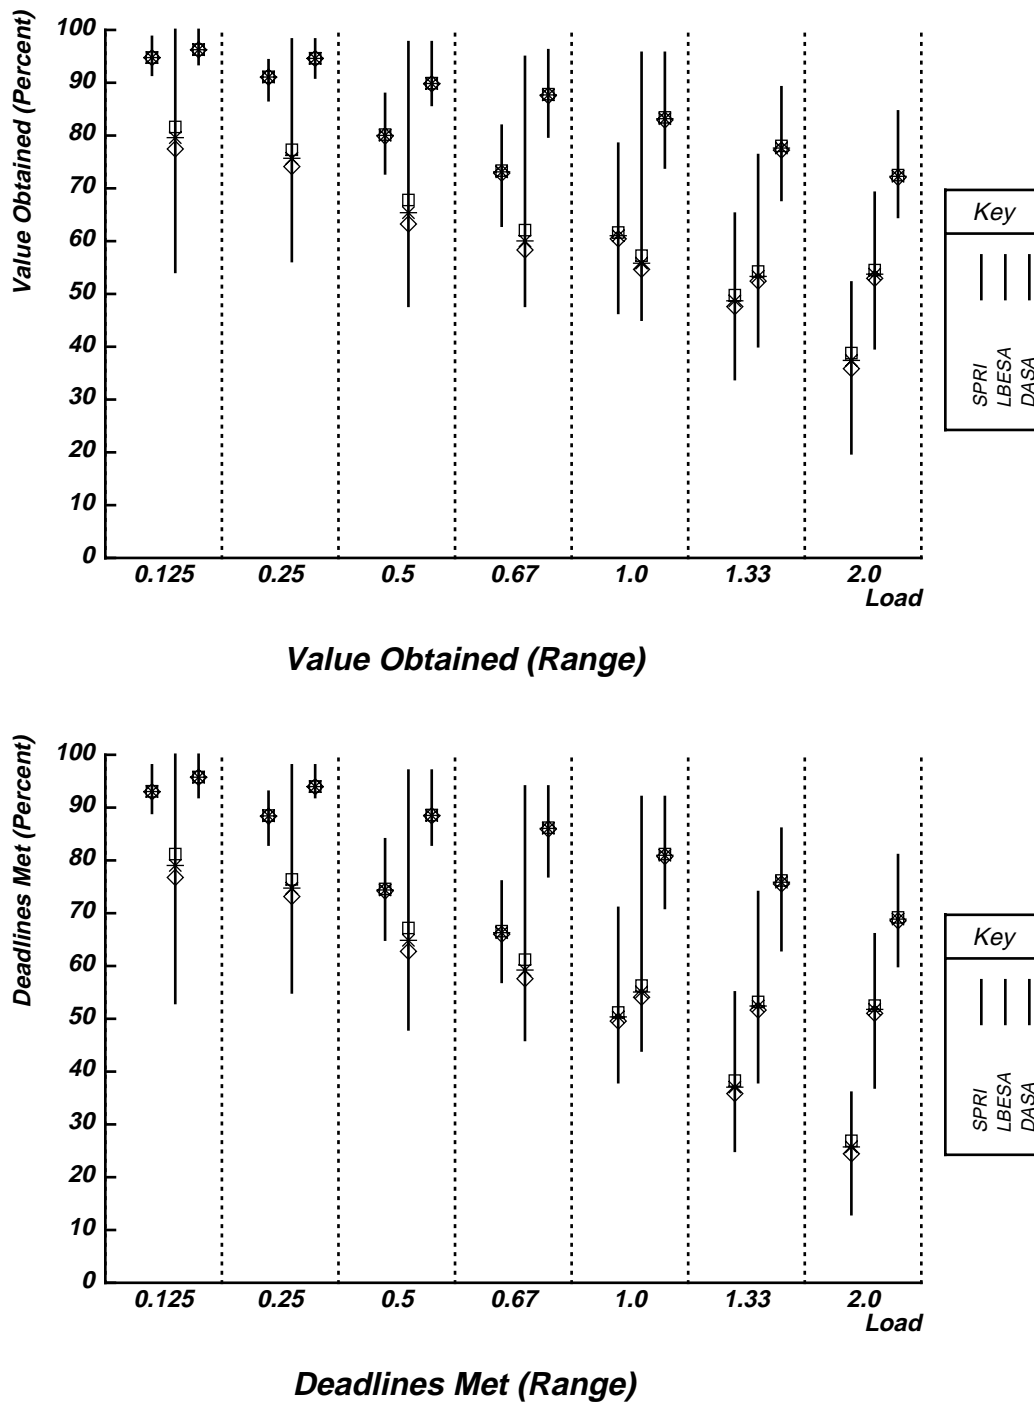 Value Obtained (Percent)
100
90
80
70
60
50
40
30
20
10
0
0.125 0.25 0.5 0.67 1.0 1.33 2.0
Load
Key
SPRI
LBESA
DASA
Value Obtained (Range)
Deadlines Met (Percent)
100
90
80
70
60
50
40
30
20
10
0
0.125 0.25 0.5 0.67 1.0 1.33 2.0
Load
Key
SPRI
LBESA
DASA
Deadlines Met (Range)